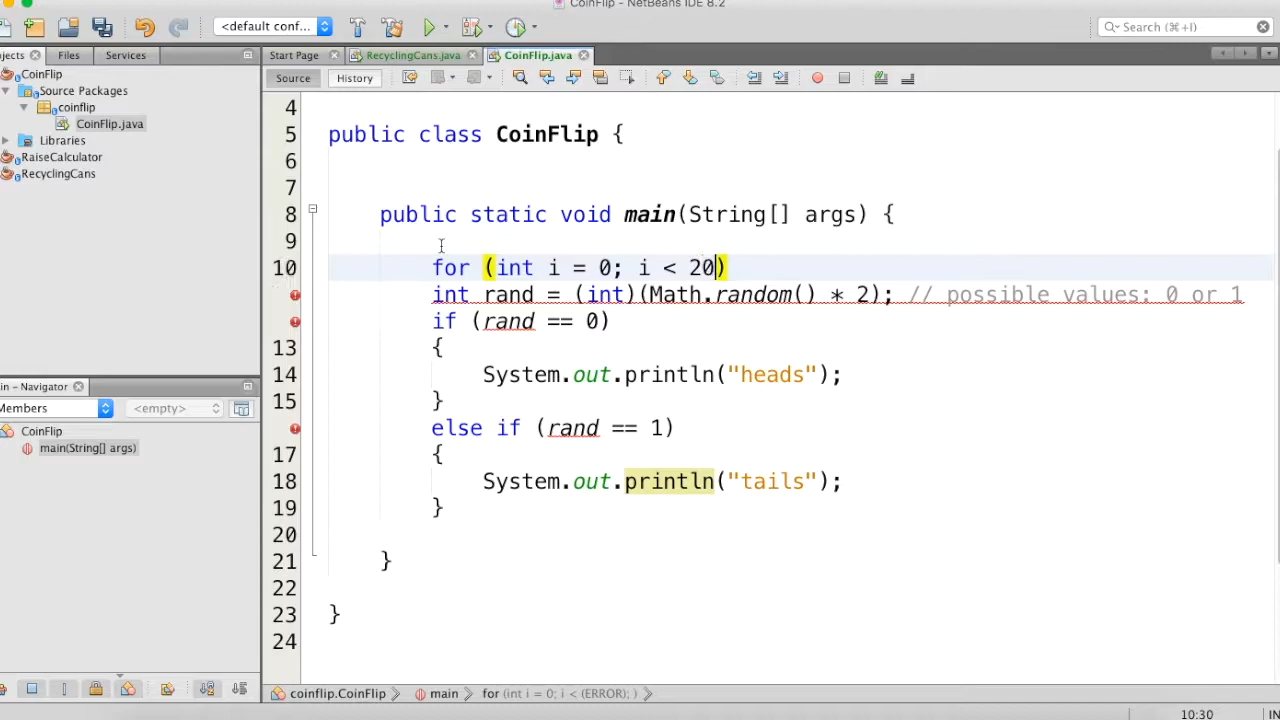 CoinFlip - NetBeans IDE 8.2
<default conf...
Search (⌘+I)
ojects
Files
Services
Start Page
RecyclingCans.java
CoinFlip.java
Source
History
CoinFlip
Source Packages
coinflip
CoinFlip.java
Libraries
RaiseCalculator
RecyclingCans
in - Navigator
Members
<empty>
CoinFlip
main(String[] args)
4
5 public class CoinFlip {
6
7
8 public static void main(String[] args) {
9
10 for (int i = 0; i < 20)
int rand = (int)(Math.random() * 2); // possible values: 0 or 1
if (rand == 0)
13 {
14 System.out.println("heads");
15 }
else if (rand == 1)
17 {
18 System.out.println("tails");
19 }
20
21 }
22
23 }
24
coinflip.CoinFlip
main
for (int i = 0; i < (ERROR); )
10:30
IN